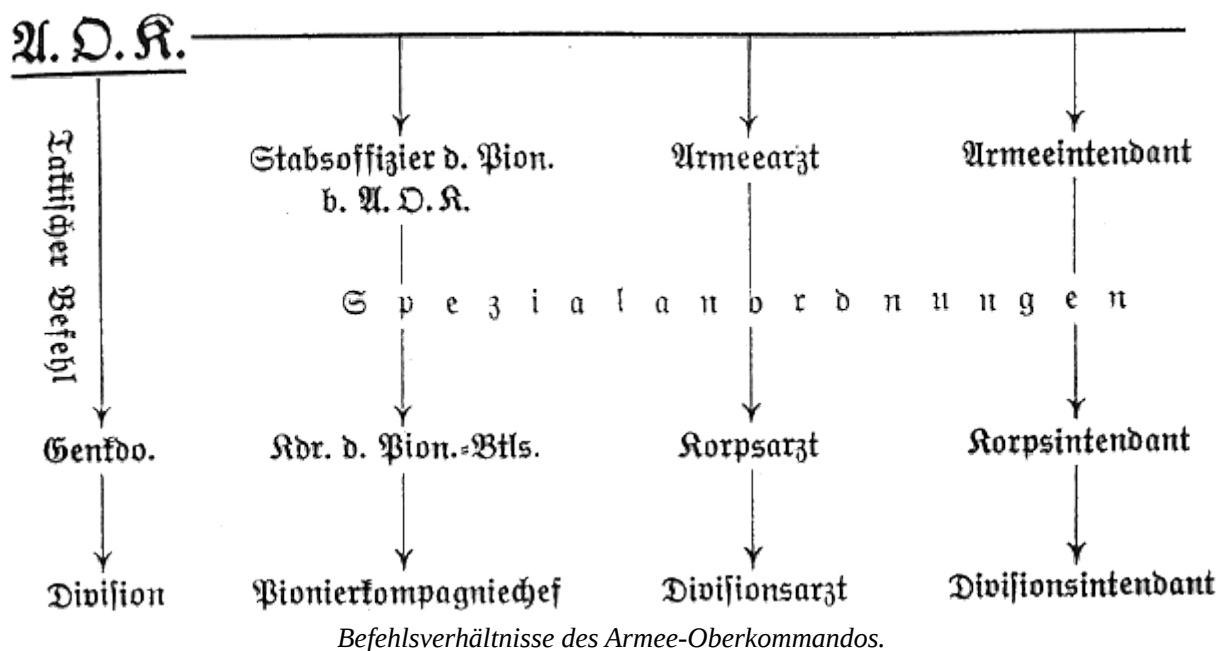 A. O. K.
Taktischer Befehl
Stabsoffizier d. Pion.
b. A. O. K.
Armeearzt
Armeeintendant
Spezialanordnungen
Genkdo.
Kdr. d. Pion.-Btls.
Korpsarzt
Korpsintendant
Division
Pionierkompagniechef
Divisionsarzt
Divisionsintendant
Befehlsverhältnisse des Armee-Oberkommandos.